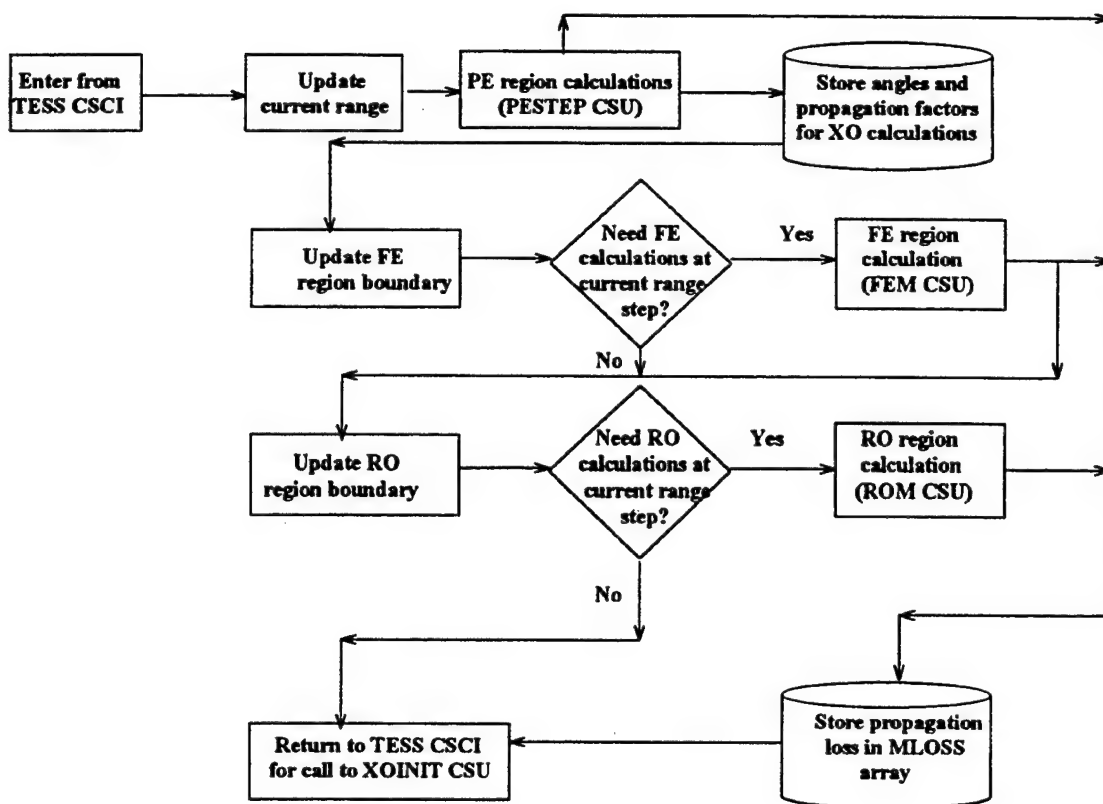 Enter from
TESS CSCI
Update
current range
PE region calculations
(PESTEP CSU)
Store angles and
propagation factors
for XO calculations
Update FE
region boundary
Need FE
calculations at
current range
step?
Yes
FE region
calculation
(FEM CSU)
No
Update RO
region boundary
Need RO
calculations at
current range
step?
Yes
RO region
calculation
(ROM CSU)
No
Return to TESS CSCI
for call to XOINIT CSU
Store propagation
loss in MLOSS
array